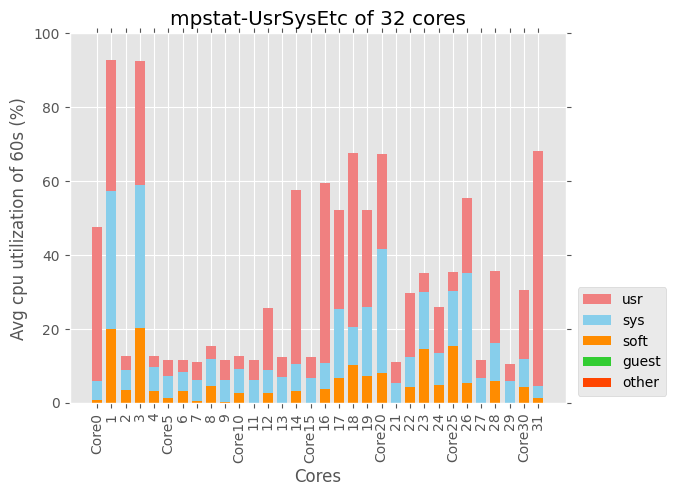 mpstat-UsrSysEtc of 32 cores
Avg cpu utilization of 60s (%)
100
80
60
40
20
0
Core0
1
2
3
4
Core5
6
7
8
9
Core10
11
12
13
14
Core15
16
17
18
19
Core20
21
22
23
24
Core25
26
27
28
29
Core30
31
Cores
usr
sys
soft
guest
other